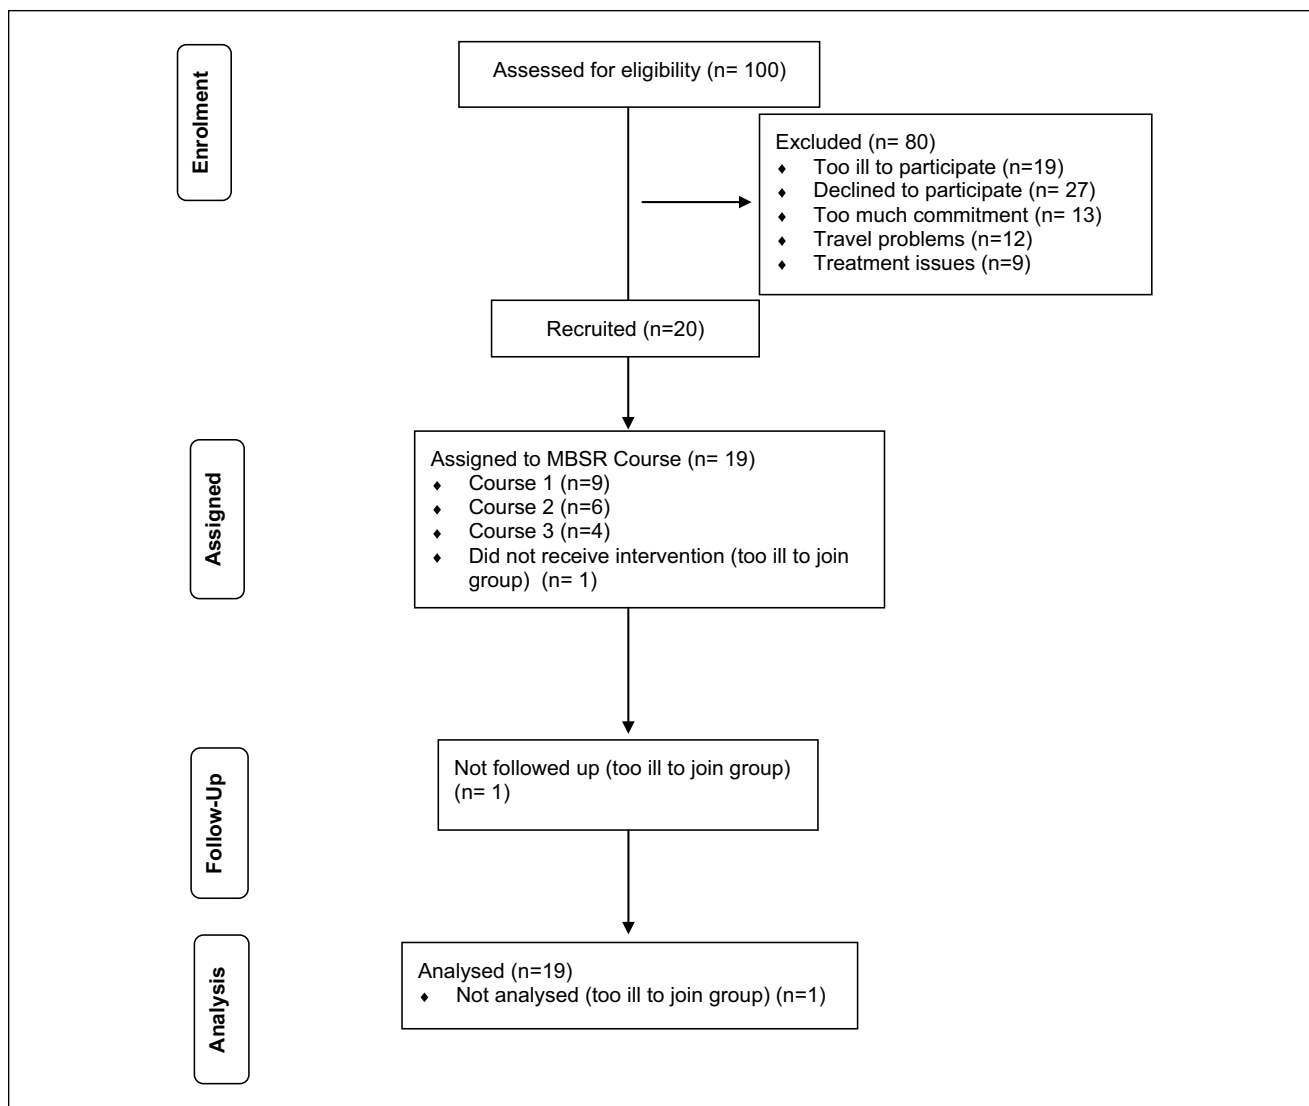 Enrolment
Assessed for eligibility (n= 100)
Excluded (n= 80)
♦ Too ill to participate (n=19)
♦ Declined to participate (n= 27)
♦ Too much commitment (n= 13)
♦ Travel problems (n=12)
♦ Treatment issues (n=9)
Recruited (n=20)
Assigned
Assigned to MBSR Course (n= 19)
♦ Course 1 (n=9)
♦ Course 2 (n=6)
♦ Course 3 (n=4)
♦ Did not receive intervention (too ill to join
group) (n= 1)
Follow-Up
Not followed up (too ill to join group)
(n= 1)
Analysis
Analysed (n=19)
♦ Not analysed (too ill to join group) (n=1)